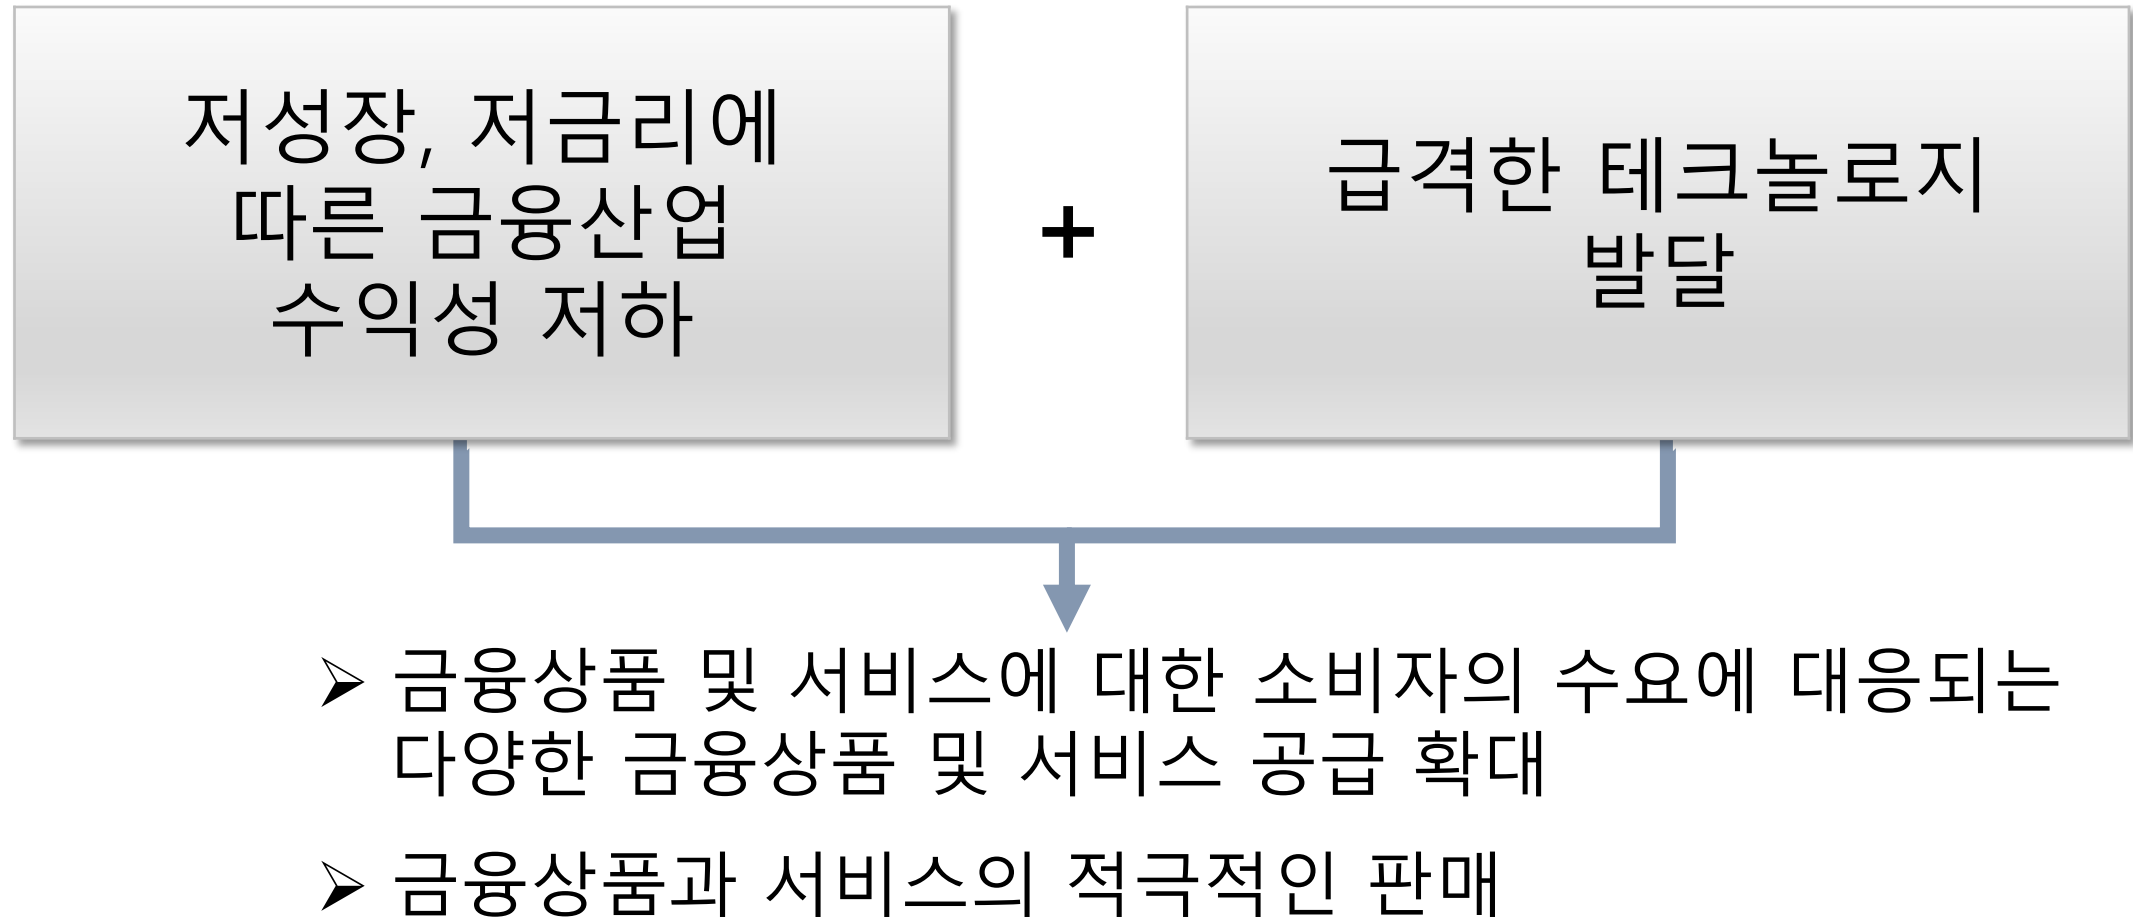 저성장, 저금리에
따른 금융산업
수익성 저하
+
급격한 테크놀로지
발달
➢ 금융상품 및 서비스에 대한 소비자의 수요에 대응되는
다양한 금융상품 및 서비스 공급 확대
➢ 금융상품과 서비스의 적극적인 판매